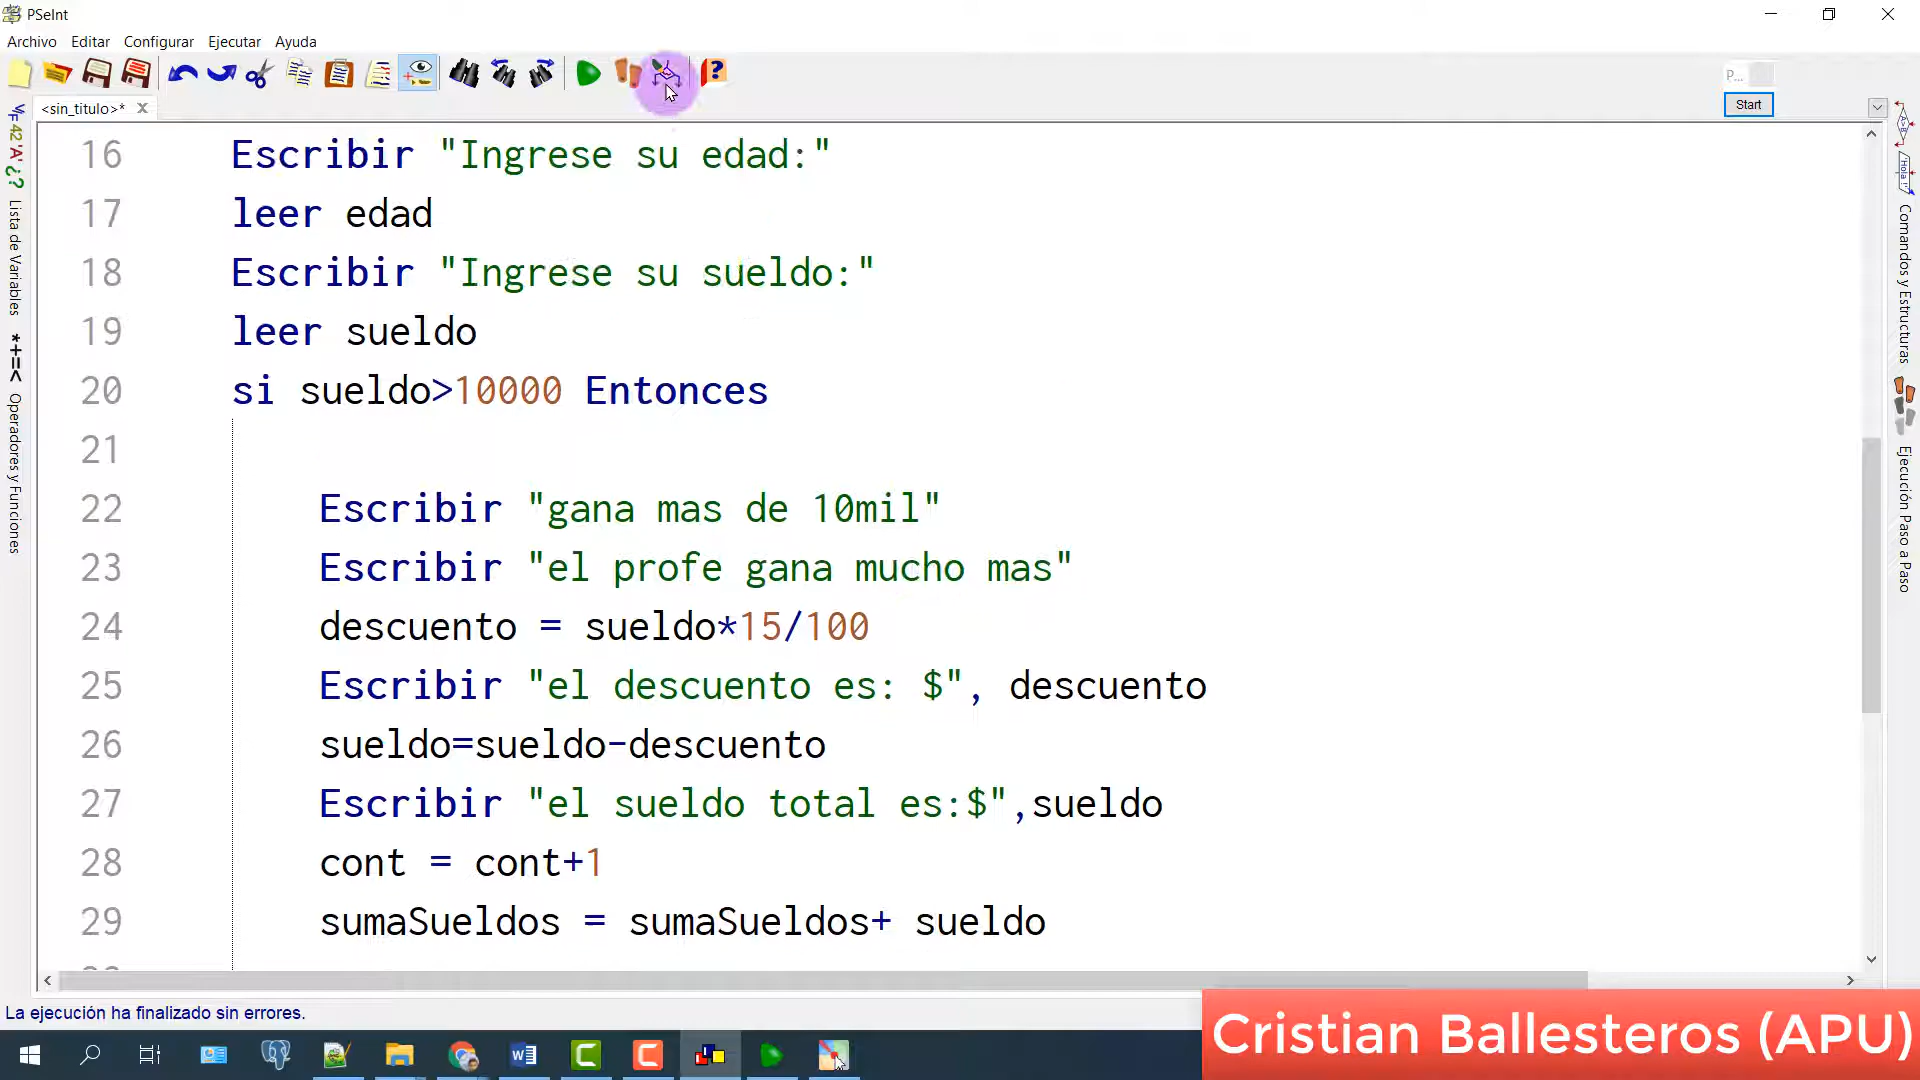 PSeInt
Archivo Editar Configurar Ejecutar Ayuda
P...
<sin_titulo>*
Start
16 Escribir "Ingrese su edad:"
17 leer edad
18 Escribir "Ingrese su sueldo:"
19 leer sueldo
20 si sueldo>10000 Entonces
21
22 Escribir "gana mas de 10mil"
23 Escribir "el profe gana mucho mas"
24 descuento = sueldo*15/100
25 Escribir "el descuento es: $", descuento
26 sueldo=sueldo-descuento
27 Escribir "el sueldo total es:$",sueldo
28 cont = cont+1
29 sumaSueldos = sumaSueldos+ sueldo
Lista de Variables
*+=< Operadores y Funciones
Comandos y Estructuras
Ejecución Paso a Paso
La ejecución ha finalizado sin errores.
Cristian Ballesteros (APU)